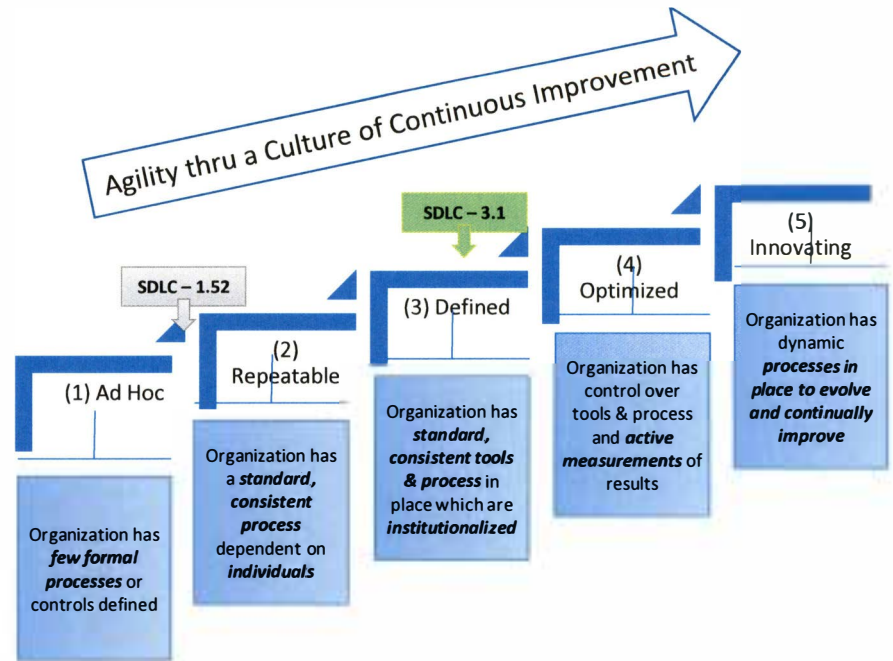 Agility thru a Culture of Continuous Improvement
SDLC – 1.52
SDLC – 3.1
(1) Ad Hoc
Organization has
few formal
processes or
controls defined
(2)
Repeatable
Organization has
a standard,
consistent
process
dependent on
individuals
(3) Defined
Organization has
standard,
consistent tools
& process in
place which are
institutionalized
(4)
Optimized
Organization has
control over
tools & process
and active
measurements of
results
(5)
Innovating
Organization has
dynamic
processes in
place to evolve
and continually
improve